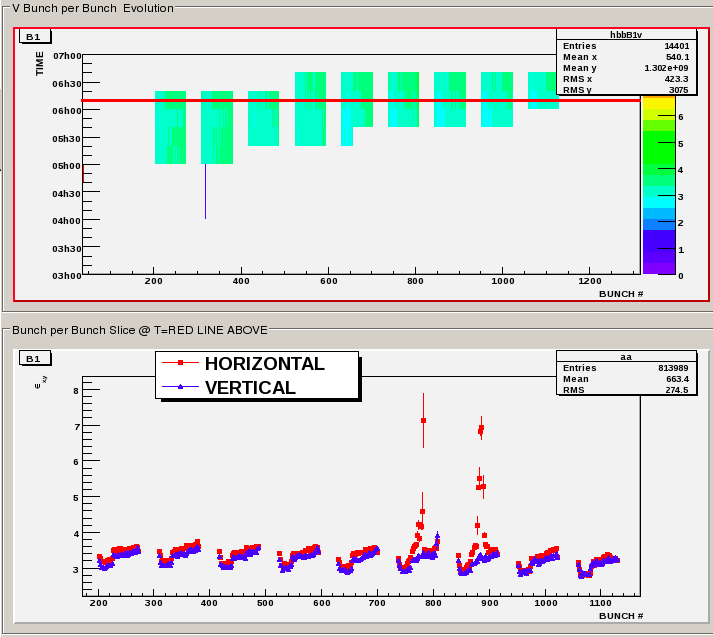 V Bunch per Bunch Evolution
B1
hbbB1v
Entries 14401
Mean x 540.1
Mean y 1.302e+09
RMS x 423.3
RMS y 3075
TIME
07h00
06h30
06h00
05h30
05h00
04h30
04h00
03h30
03h00
200 400 600 800 1000 1200
BUNCH #
6
5
4
3
2
1
0
Bunch per Bunch Slice @ T=RED LINE ABOVE
B1
HORIZONTAL
VERTICAL
aa
Entries 813989
Mean 663.4
RMS 274.5
ϵ xy
8
7
6
5
4
3
200 300 400 500 600 700 800 900 1000 1100
BUNCH #